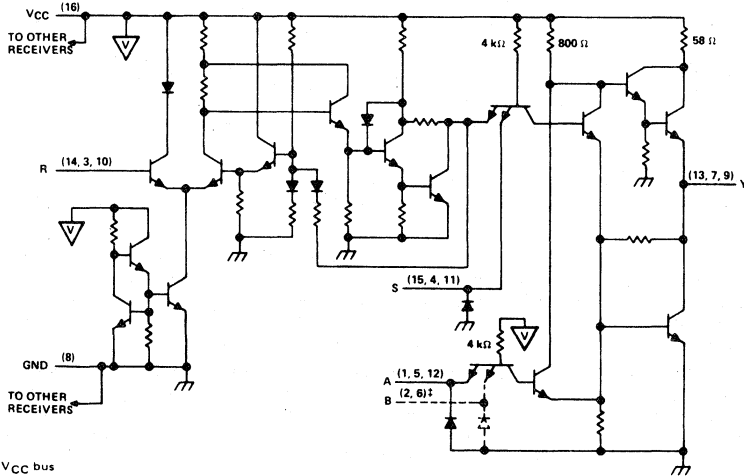 VCC (16)
TO OTHER
RECEIVERS
V
4 kΩ
800 Ω
58 Ω
R (14, 3, 10)
(13, 7, 9) Y
V
S (15, 4, 11)
4 kΩ
V
GND (8)
A (1, 5, 12)
B (2, 6)‡
TO OTHER
RECEIVERS
VCC bus